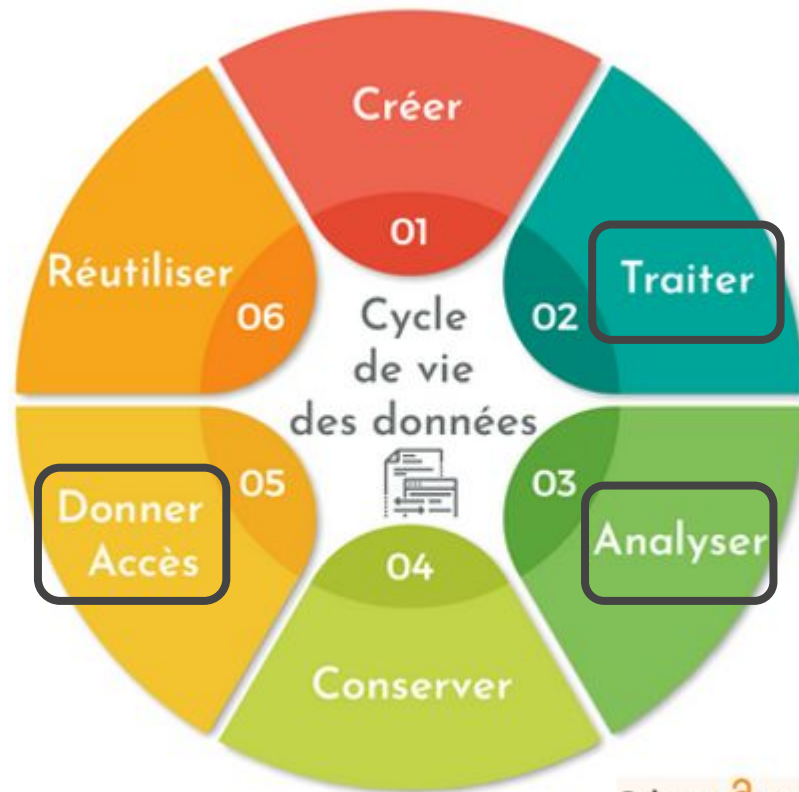 Créer
01
Traiter
02
Analyser
03
Conserver
04
Donner
Accès
05
Réutiliser
06
Cycle
de vie
des données